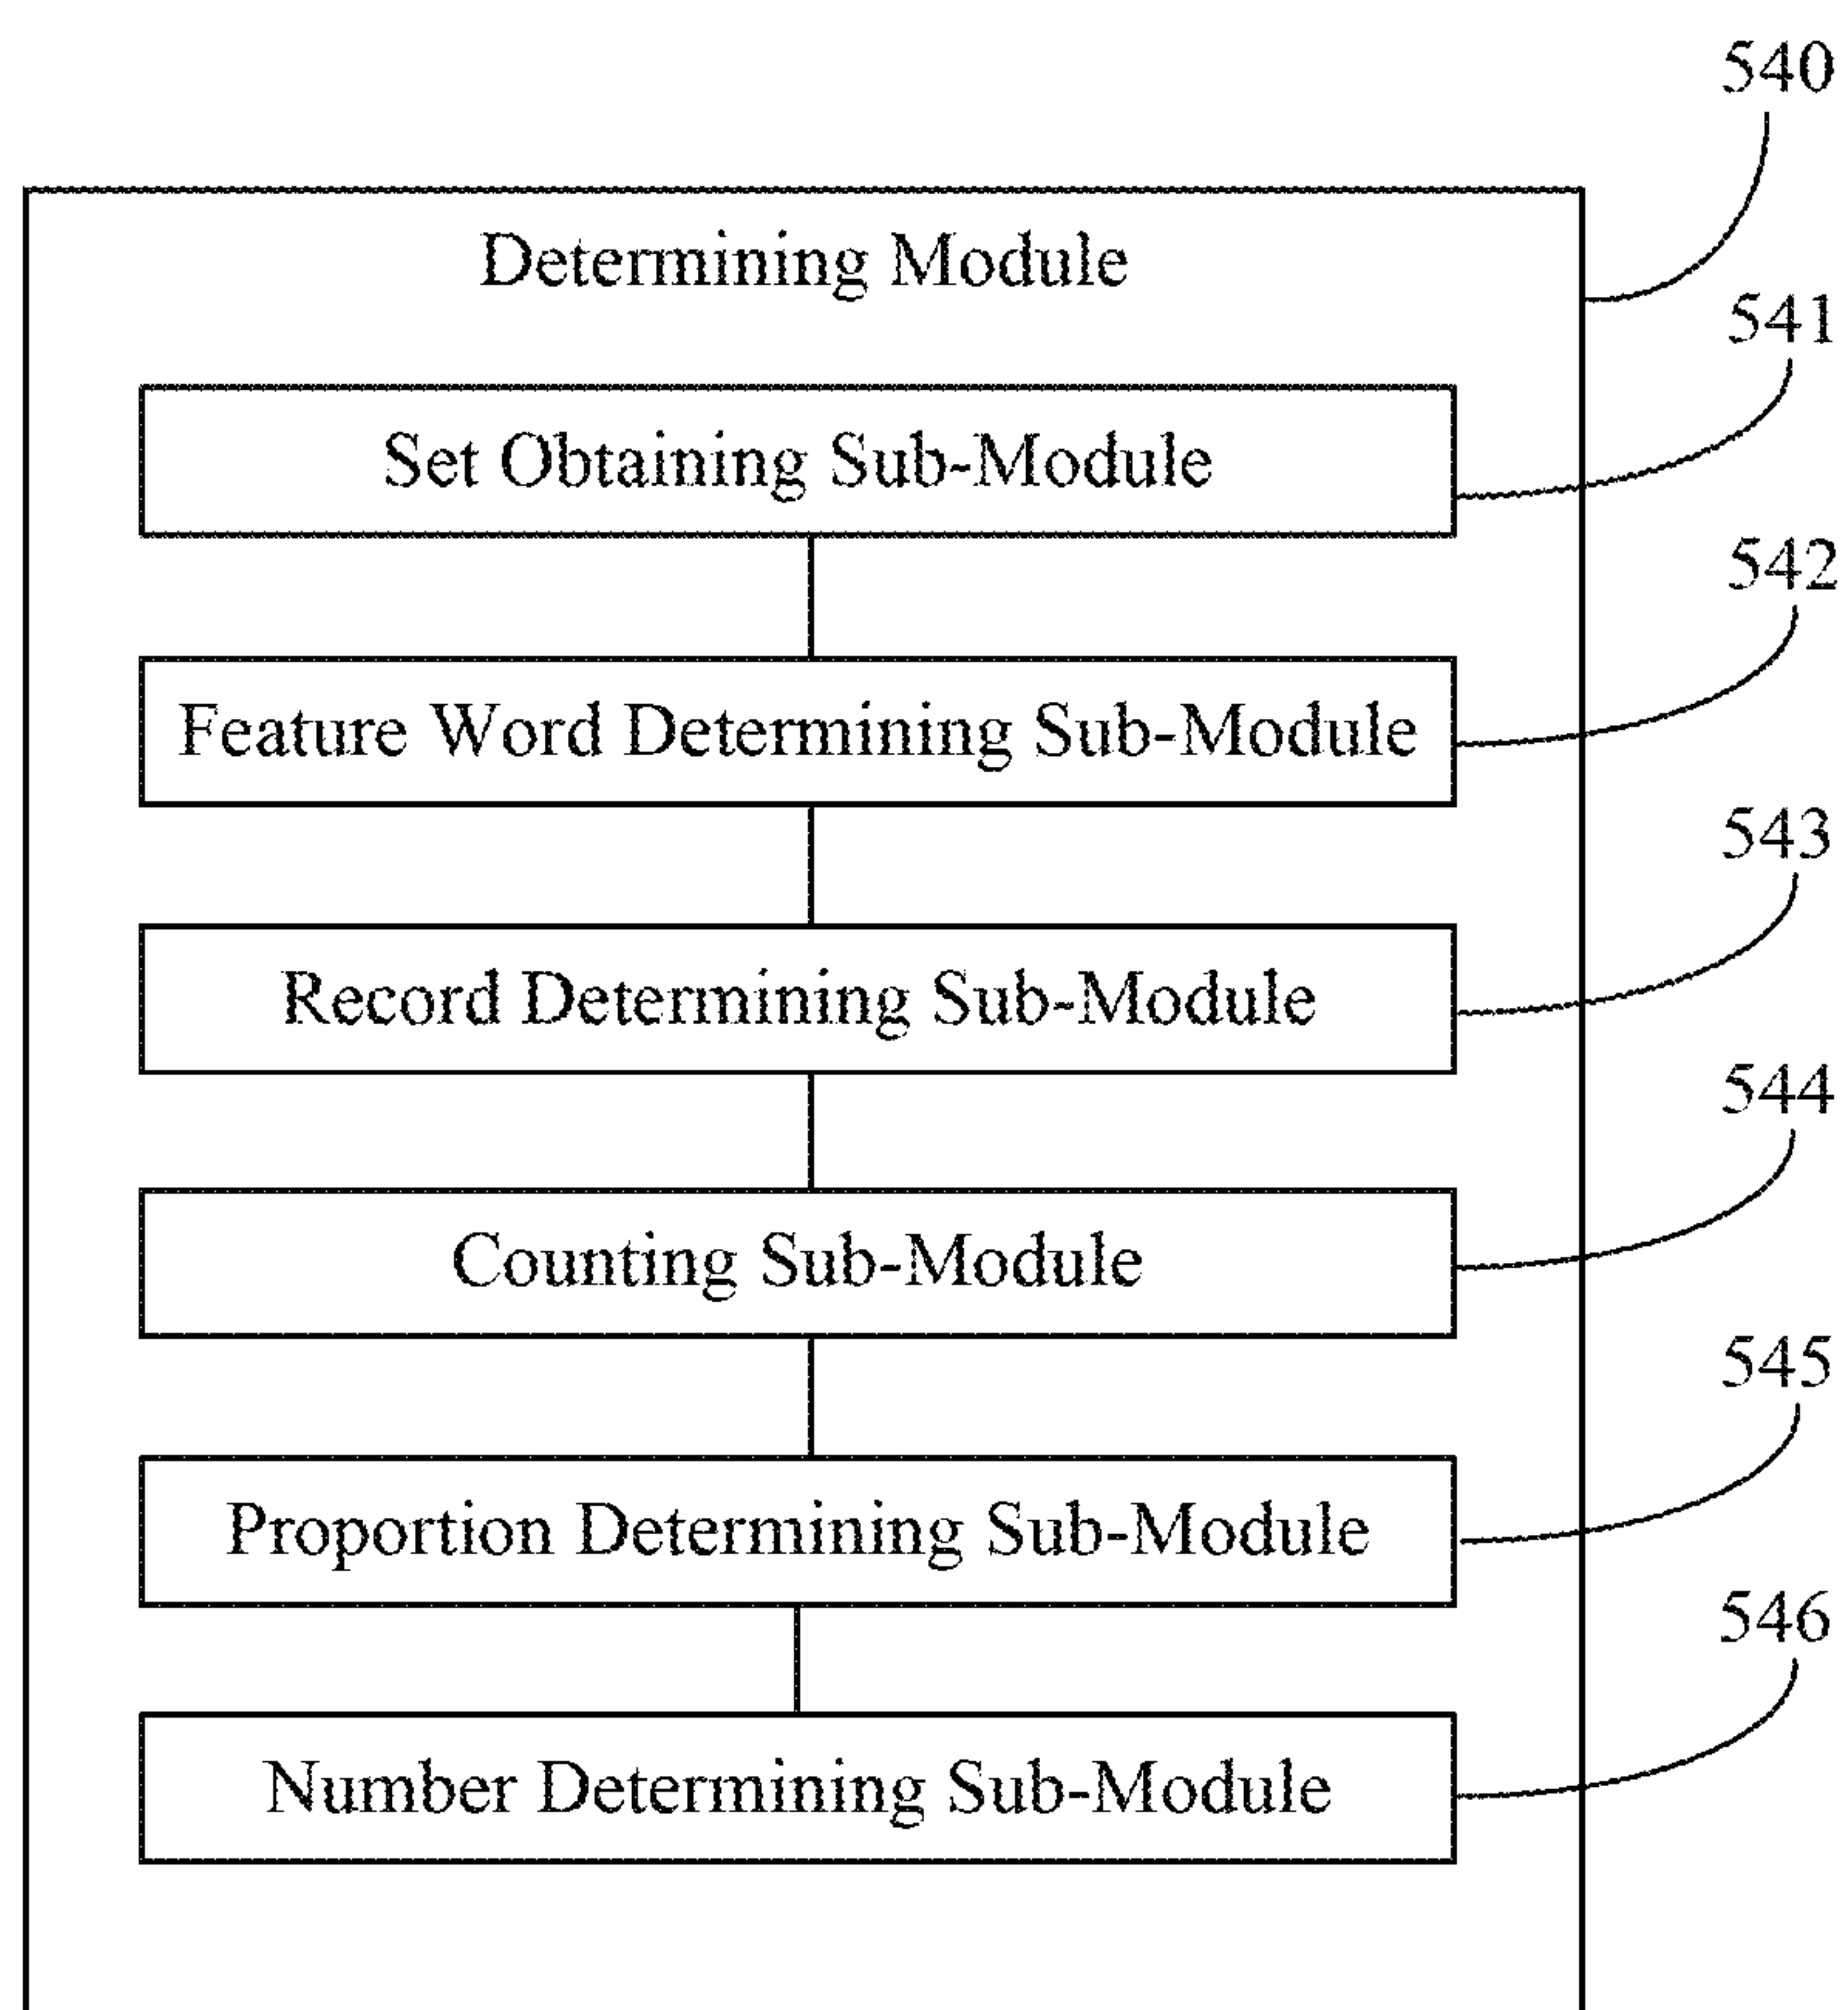 540
Determining Module
541
Set Obtaining Sub-Module
542
Feature Word Determining Sub-Module
543
Record Determining Sub-Module
544
Counting Sub-Module
545
Proportion Determining Sub-Module
546
Number Determining Sub-Module